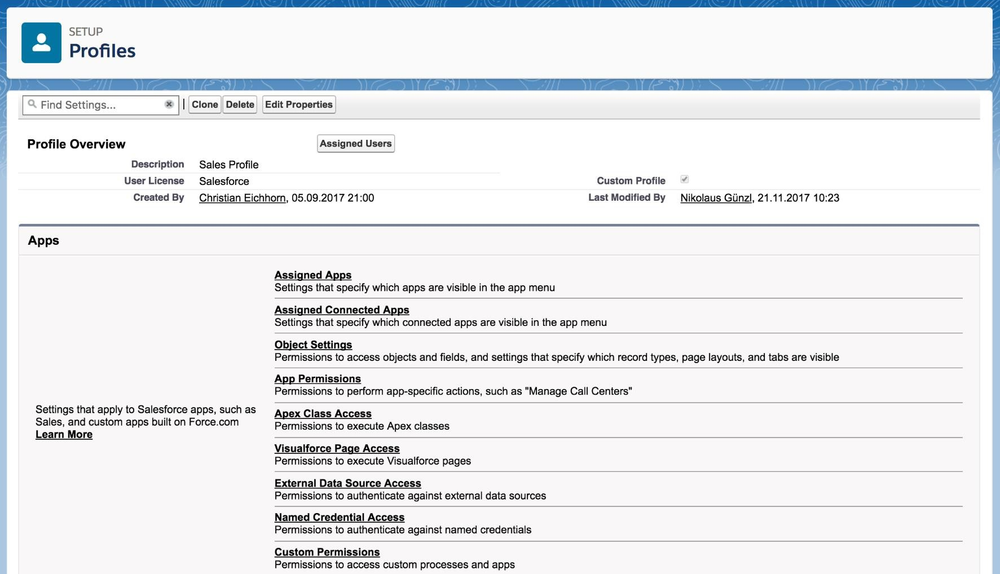 SETUP
Profiles
Find Settings...
| Clone Delete Edit Properties
Profile Overview Assigned Users
Description Sales Profile
User License Salesforce Custom Profile
Created By Christian Eichhorn, 05.09.2017 21:00 Last Modified By Nikolaus Günzl, 21.11.2017 10:23
Apps
Settings that apply to Salesforce apps, such as
Sales, and custom apps built on Force.com
Learn More
Assigned Apps
Settings that specify which apps are visible in the app menu
Assigned Connected Apps
Settings that specify which connected apps are visible in the app menu
Object Settings
Permissions to access objects and fields, and settings that specify which record types, page layouts, and tabs are visible
App Permissions
Permissions to perform app-specific actions, such as "Manage Call Centers"
Apex Class Access
Permissions to execute Apex classes
Visualforce Page Access
Permissions to execute Visualforce pages
External Data Source Access
Permissions to authenticate against external data sources
Named Credential Access
Permissions to authenticate against named credentials
Custom Permissions
Permissions to access custom processes and apps